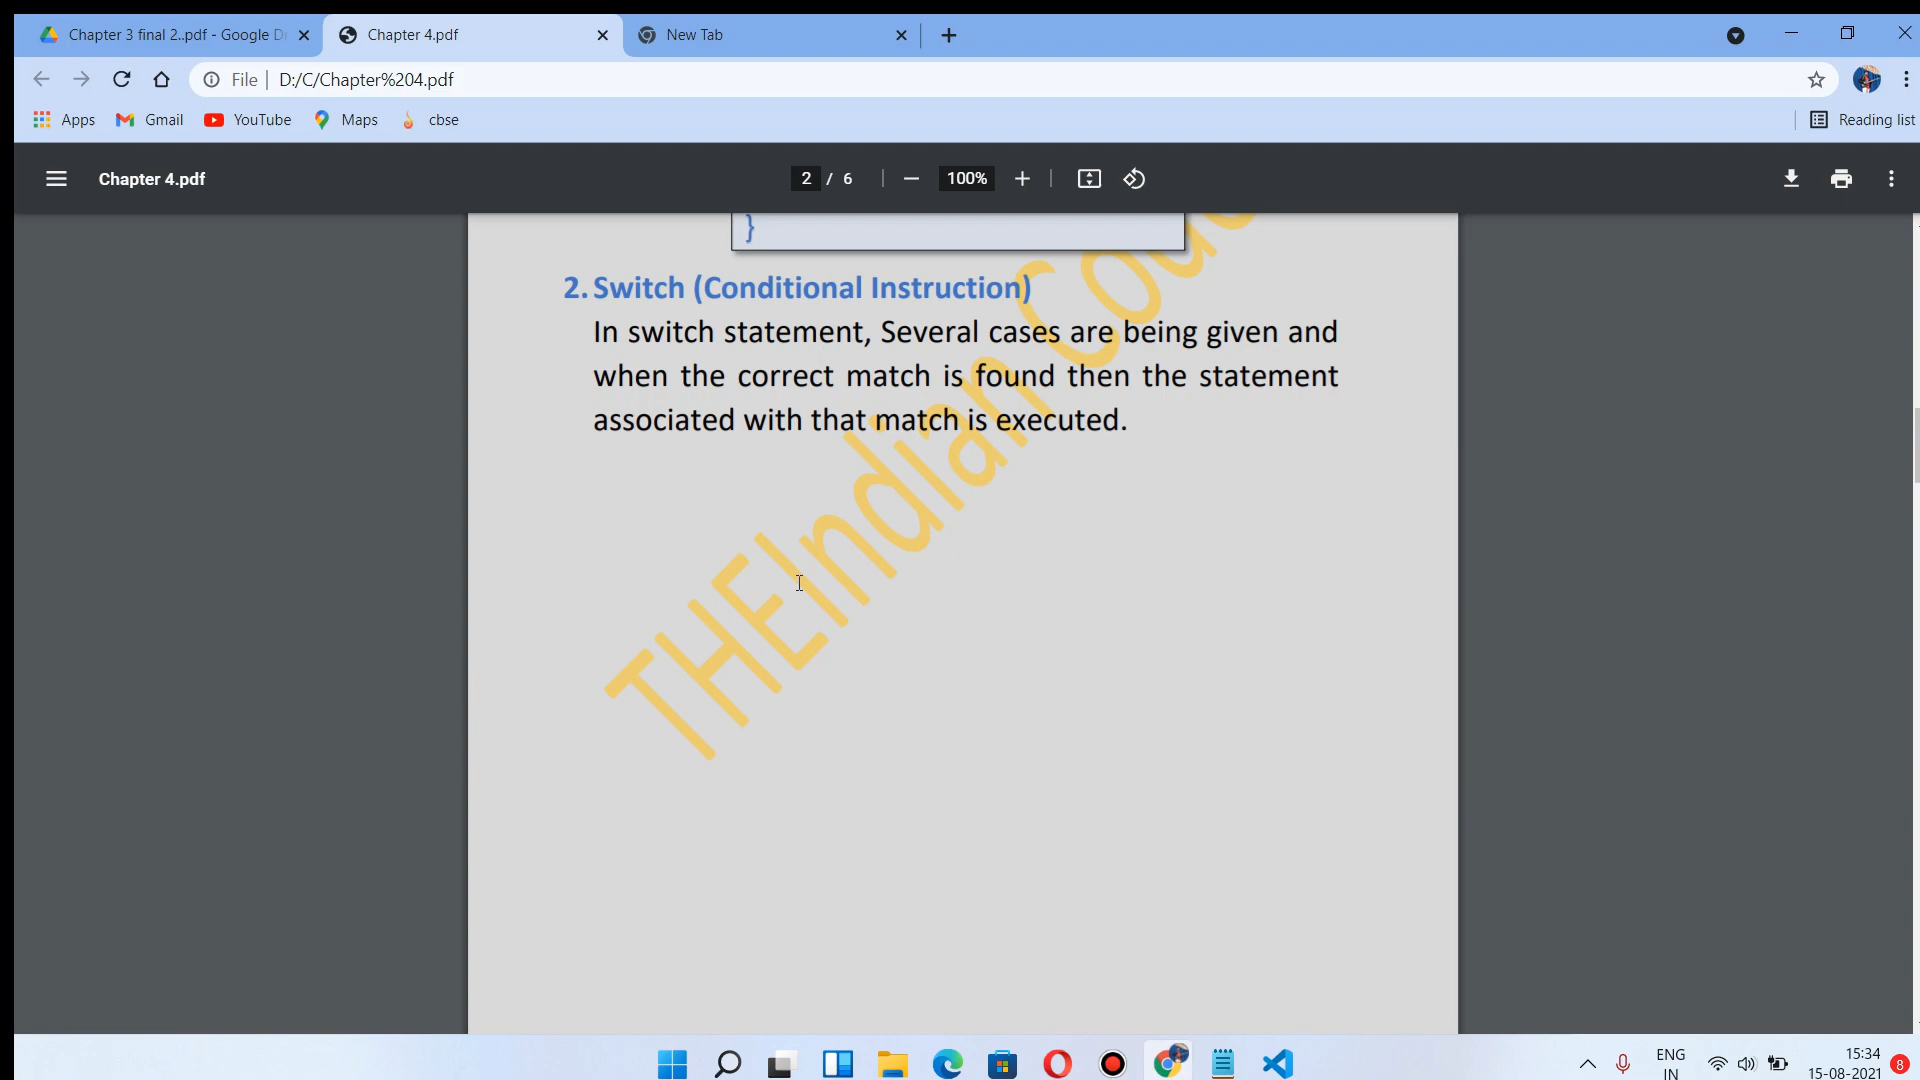 Chapter 3 final 2..pdf - Google Dr
Chapter 4.pdf
New Tab
File
D:/C/Chapter%204.pdf
Apps
Gmail
YouTube
Maps
cbse
Reading list
Chapter 4.pdf
2 / 6
100%
}
2. Switch (Conditional Instruction)
In switch statement, Several cases are being given and
when the correct match is found then the statement
associated with that match is executed.
THEIndian
ENG
IN
15:34
15-08-2021
8